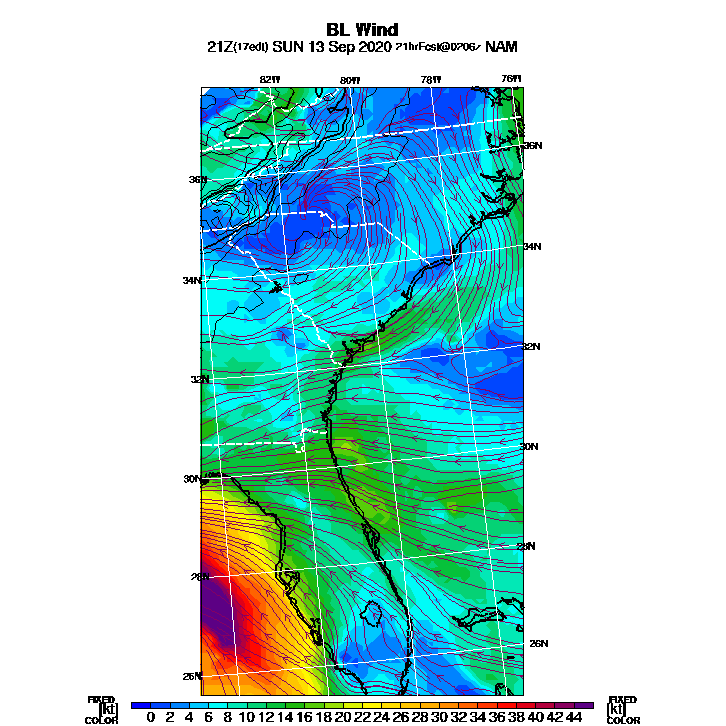 BL Wind
21Z(17edt) SUN 13 Sep 2020 21hrFcst@0206z NAM
82W 80W 78W 76W
36N
36N
34N
34N
32N
32N
30N
30N
28N
28N
26N
26N
FIXED FIXED
[kt] 0 2 4 6 8 10 12 14 16 18 20 22 24 26 28 30 32 34 36 38 40 42 44 [kt]
COLOR COLOR